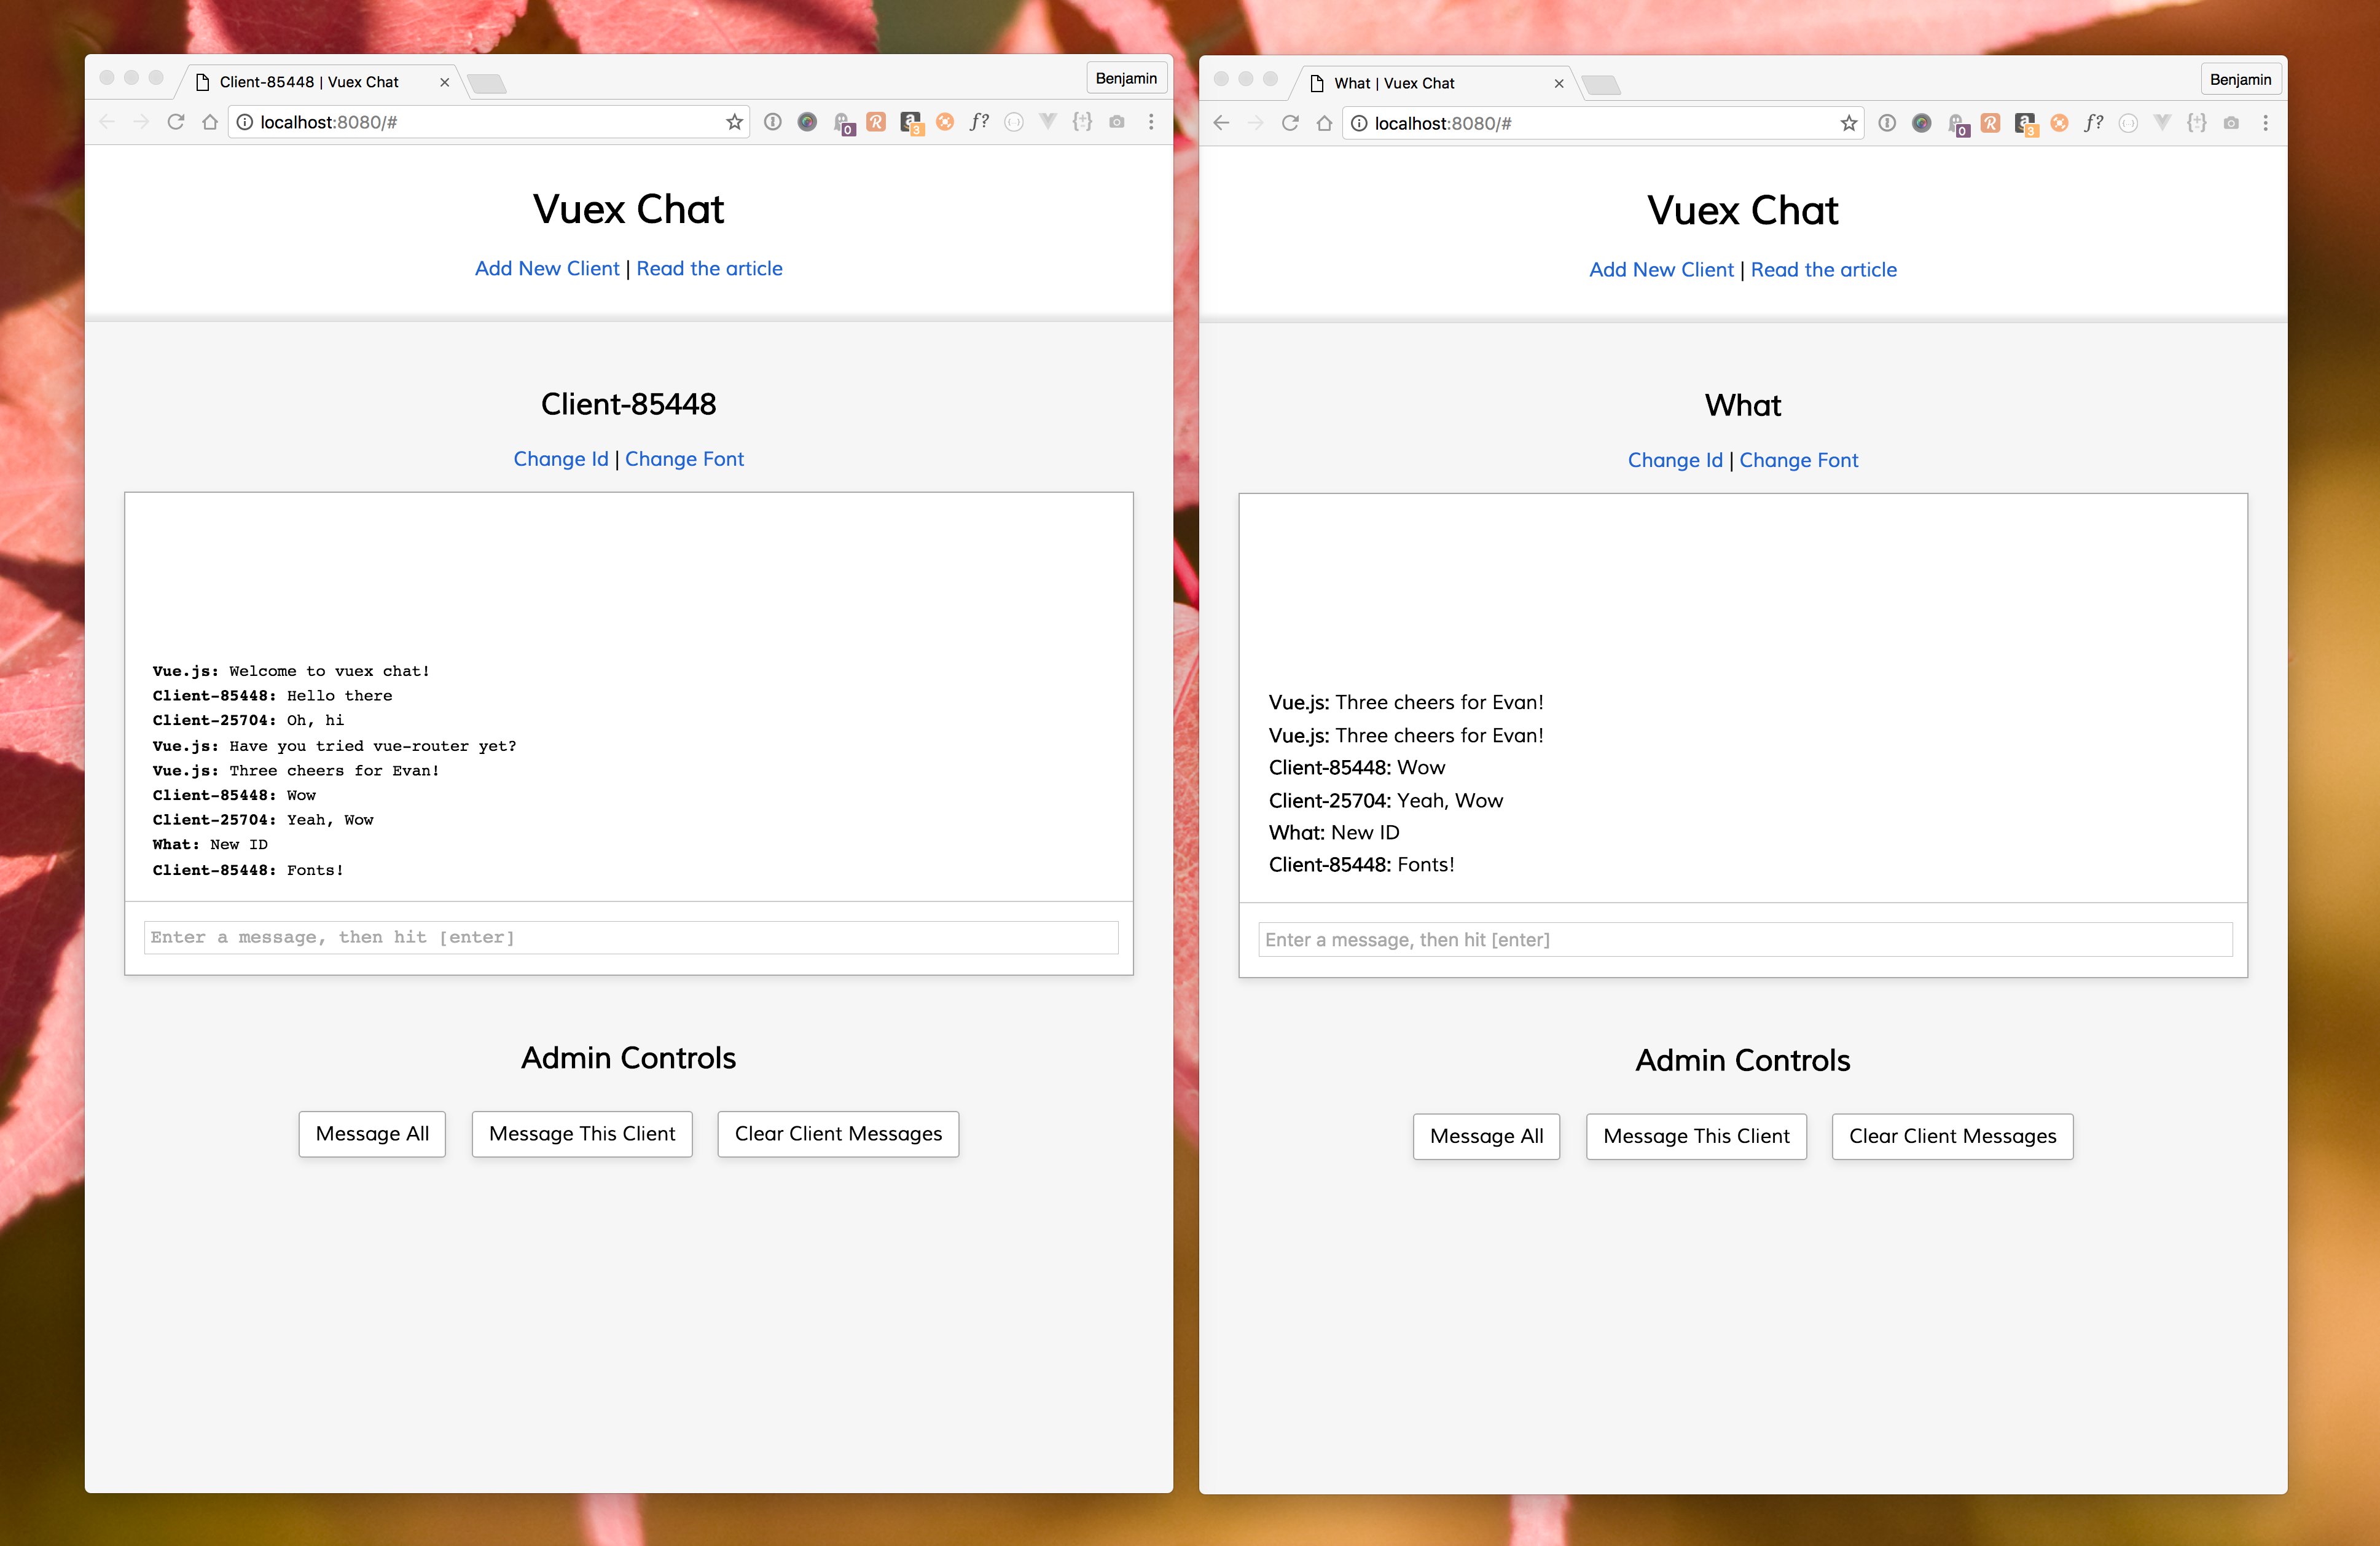 Client-85448 | Vuex Chat
Benjamin
localhost:8080/#
0
3
f?
Vuex Chat
Add New Client | Read the article
Client-85448
Change Id | Change Font
Vue.js: Welcome to vuex chat!
Client-85448: Hello there
Client-25704: Oh, hi
Vue.js: Have you tried vue-router yet?
Vue.js: Three cheers for Evan!
Client-85448: Wow
Client-25704: Yeah, Wow
What: New ID
Client-85448: Fonts!
Enter a message, then hit [enter]
Admin Controls
Message All
Message This Client
Clear Client Messages
What | Vuex Chat
Benjamin
localhost:8080/#
0
3
f?
Vuex Chat
Add New Client | Read the article
What
Change Id | Change Font
Vue.js: Three cheers for Evan!
Vue.js: Three cheers for Evan!
Client-85448: Wow
Client-25704: Yeah, Wow
What: New ID
Client-85448: Fonts!
Enter a message, then hit [enter]
Admin Controls
Message All
Message This Client
Clear Client Messages